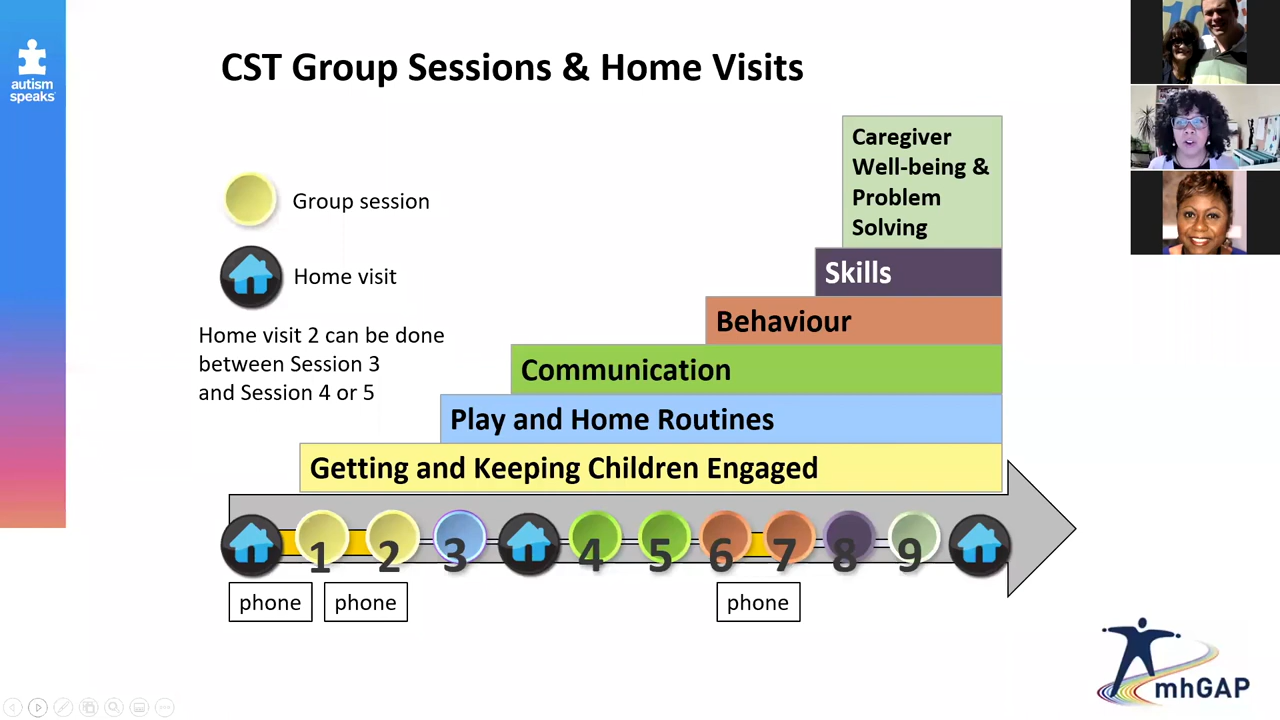 autism
speaks
CST Group Sessions & Home Visits
Group session
Home visit
Home visit 2 can be done
between Session 3
and Session 4 or 5
Caregiver
Well-being &
Problem
Solving
Skills
Behaviour
Communication
Play and Home Routines
Getting and Keeping Children Engaged
1 2 3 4 5 6 7 8 9
phone phone phone
mhGAP